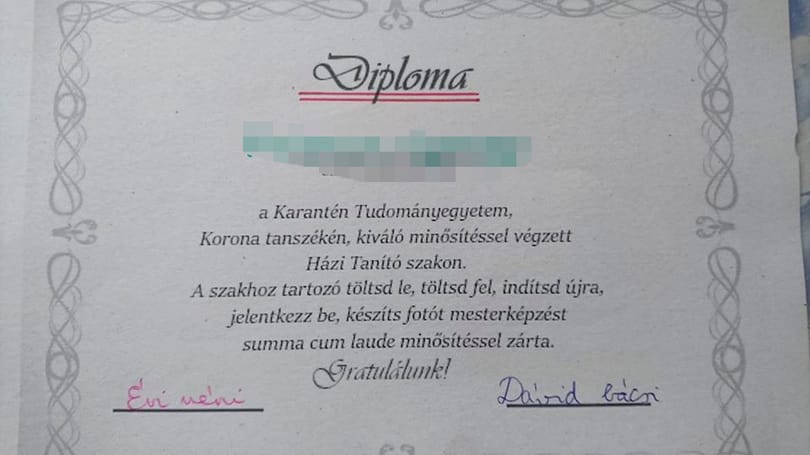 Diploma
a Karantén Tudományegyetem,
Korona tanszékén, kiváló minősítéssel végzett
Házi Tanító szakon.
A szakhoz tartozó töltsd le, töltsd fel, indítsd újra,
jelentkezz be, készíts fotót mesterképzést
summa cum laude minősítéssel zárta.
Gratulálunk!
Évi néni Dávid bácsi